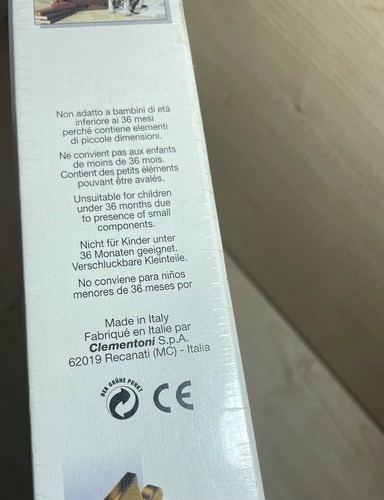 Non adatto a bambini di età
inferiore ai 36 mesi
perché contiene elementi
di piccole dimensioni.
Ne convient pas aux enfants
de moins de 36 mois.
Contient des petits éléments
pouvant être avalés.
Unsuitable for children
under 36 months due
to presence of small
components.
Nicht für Kinder unter
36 Monaten geeignet.
Verschluckbare Kleinteile.
No conviene para niños
menores de 36 meses por
Made in Italy
Fabriqué en Italie par
Clementoni S.p.A.
62019 Recanati (MC) - Italia
DER GRÜNE PUNKT
CE